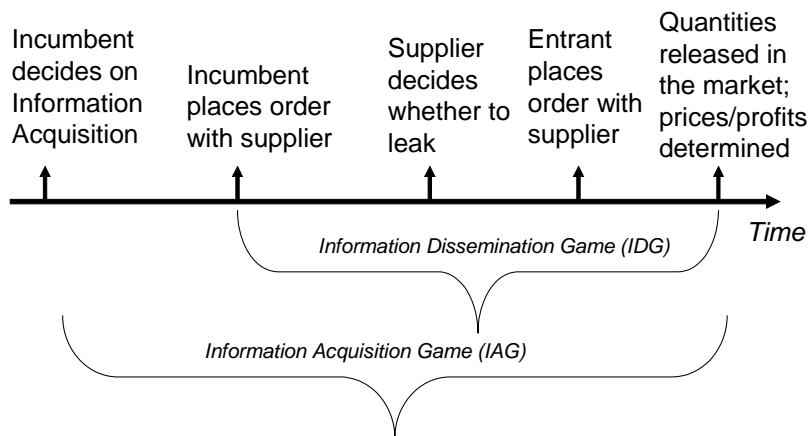 Incumbent
decides on
Information
Acquisition
Incumbent
places order
with supplier
Supplier
decides
whether to
leak
Entrant
places
order with
supplier
Quantities
released in
the market;
prices/profits
determined
Time
Information Dissemination Game (IDG)
Information Acquisition Game (IAG)